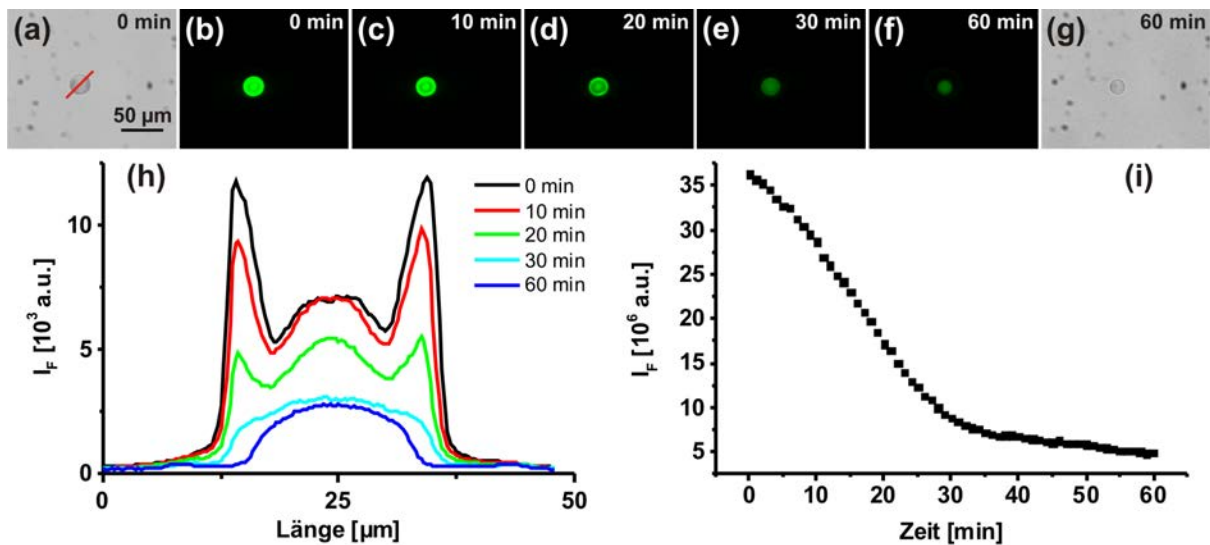 (a) 0 min
50 µm
(b) 0 min
(c) 10 min
(d) 20 min
(e) 30 min
(f) 60 min
(g) 60 min
(h)
0 min
10 min
20 min
30 min
60 min
10
5
0
I_F [10³ a.u.]
0 25 50
Länge [µm]
(i)
35
30
25
20
15
10
5
I_F [10⁶ a.u.]
0 10 20 30 40 50 60
Zeit [min]